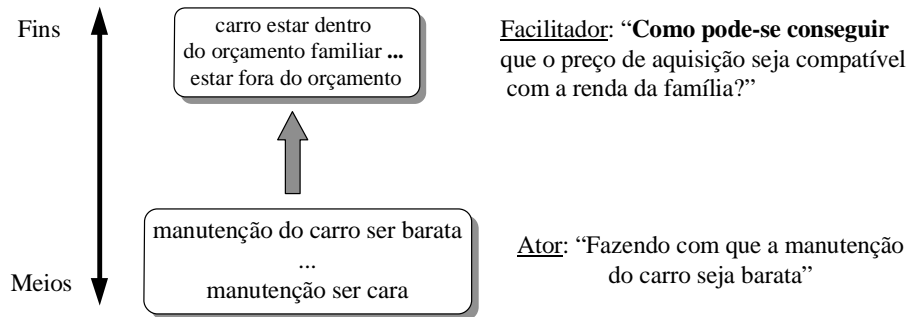 Fins
carro estar dentro
do orçamento familiar ...
estar fora do orçamento
Facilitador: “Como pode-se conseguir
que o preço de aquisição seja compatível
com a renda da família?”
manutenção do carro ser barata
...
manutenção ser cara
Meios
Ator: “Fazendo com que a manutenção
do carro seja barata”